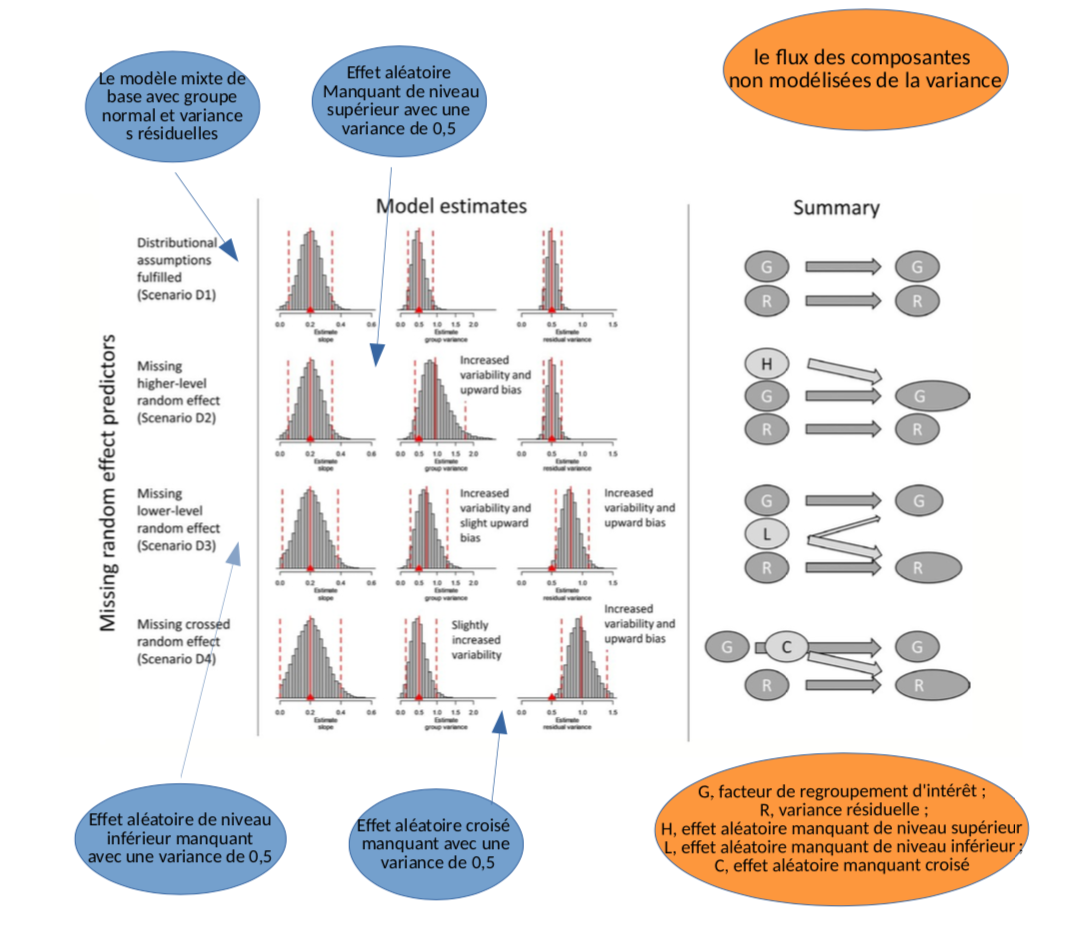 Le modèle mixte de
base avec groupe
normal et variance
s résiduelles
Effet aléatoire
Manquant de niveau
supérieur avec une
variance de 0,5
le flux des composantes
non modélisées de la variance
Model estimates
Summary
Missing random effect predictors
Distributional
assumptions
fulfilled
(Scenario D1)
0.0 0.2 0.4 0.6
Estimate
slope
0.0 0.5 1.0 1.5 2.0
Estimate
group variance
0.0 0.5 1.0 1.5
Estimate
residual variance
G G
R R
Missing
higher-level
random effect
(Scenario D2)
Increased
variability and
upward bias
0.0 0.2 0.4 0.6
Estimate
slope
0.0 0.5 1.0 1.5 2.0
Estimate
group variance
0.0 0.5 1.0 1.5
Estimate
residual variance
H
G G
R R
Missing
lower-level
random effect
(Scenario D3)
Increased
variability and
slight upward
bias
Increased
variability and
upward bias
0.0 0.2 0.4 0.6
Estimate
slope
0.0 0.5 1.0 2.0
Estimate
group variance
0.0 0.5 1.0 1.5
Estimate
residual variance
G G
L
R R
Missing crossed
random effect
(Scenario D4)
Slightly
increased
variability
Increased
variability and
upward bias
0.0 0.2 0.4 0.6
Estimate
slope
0.0 0.5 1.0 1.5 2.0
Estimate
group variance
0.0 0.5 1.0 1.5
Estimate
residual variance
G C G
R R
Effet aléatoire de niveau
inférieur manquant
avec une variance de 0,5
Effet aléatoire croisé
manquant avec une
variance de 0,5
G, facteur de regroupement d'intérêt ;
R, variance résiduelle ;
H, effet aléatoire manquant de niveau supérieur
L, effet aléatoire manquant de niveau inférieur ;
C, effet aléatoire manquant croisé